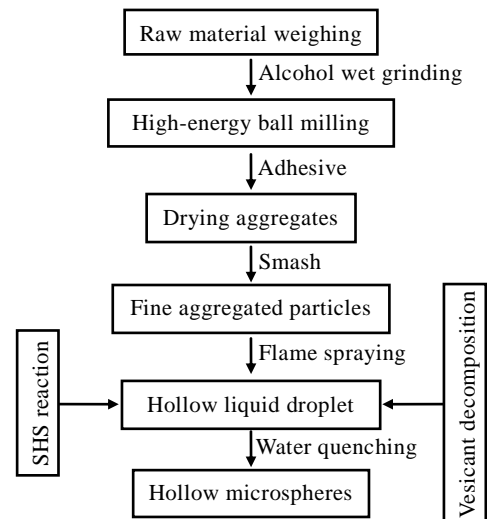 Raw material weighing
Alcohol wet grinding
High-energy ball milling
Adhesive
Drying aggregates
Smash
Fine aggregated particles
Flame spraying
SHS reaction
Hollow liquid droplet
Vesicant decomposition
Water quenching
Hollow microspheres